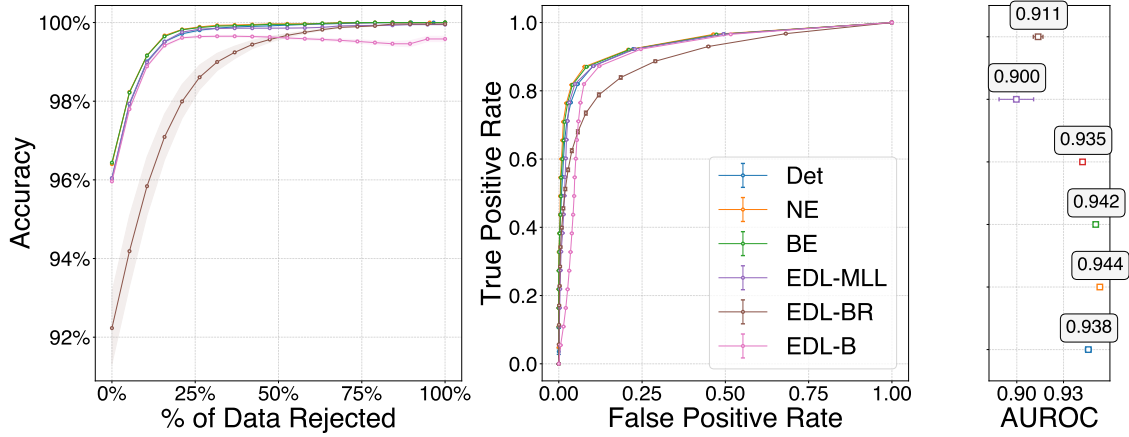 100%
98%
96%
94%
92%
Accuracy
0%
25%
50%
75%
100%
% of Data Rejected
1.0
0.8
0.6
0.4
0.2
0.0
True Positive Rate
0.00
0.25
0.50
0.75
1.00
False Positive Rate
Det
NE
BE
EDL-MLL
EDL-BR
EDL-B
0.911
0.900
0.935
0.942
0.944
0.938
0.90
0.93
AUROC